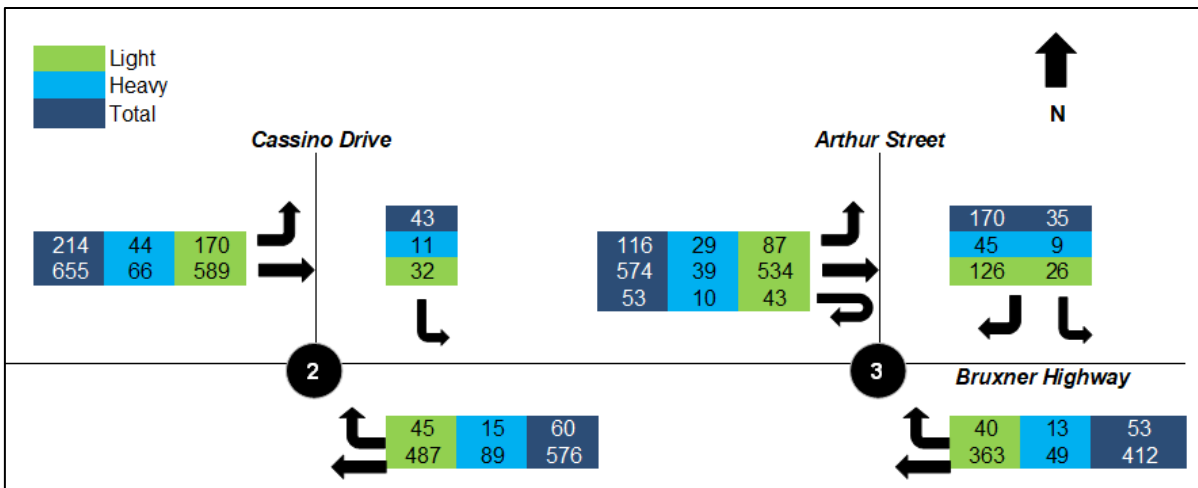 Light
Heavy
Total
N
Cassino Drive
Arthur Street
214 44 170
655 66 589
43
11
32
116 29 87
574 39 534
53 10 43
170 35
45 9
126 26
2
3
Bruxner Highway
45 15 60
487 89 576
40 13 53
363 49 412